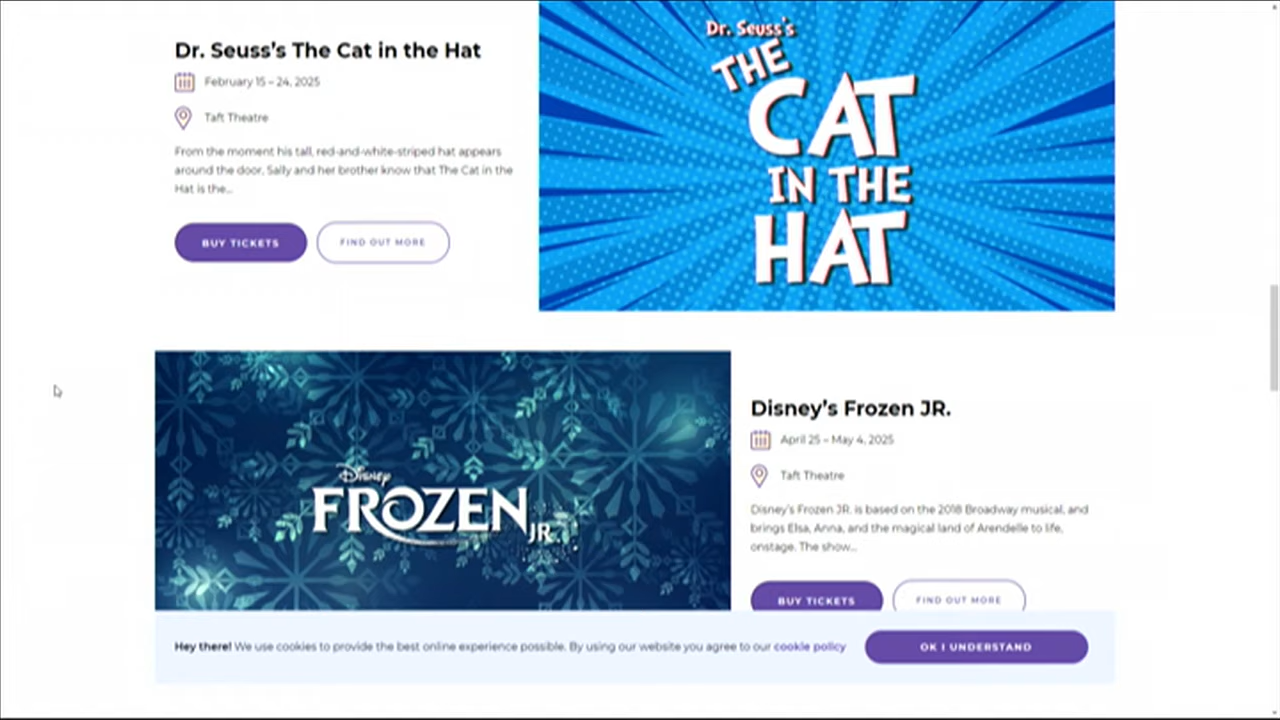 Dr. Seuss's The Cat in the Hat
February 15 – 24, 2025
Taft Theatre
From the moment his tall, red-and-white-striped hat appears
around the door, Sally and her brother know that The Cat in the
Hat is the...
BUY TICKETS
FIND OUT MORE
Dr. Seuss's
THE
CAT
IN THE
HAT
Disney
FROZEN
JR.
Disney's Frozen JR.
April 25 – May 4, 2025
Taft Theatre
Disney's Frozen JR. is based on the 2018 Broadway musical, and
brings Elsa, Anna, and the magical land of Arendelle to life,
onstage. The show...
BUY TICKETS
FIND OUT MORE
Hey there! We use cookies to provide the best online experience possible. By using our website you agree to our cookie policy
OK I UNDERSTAND